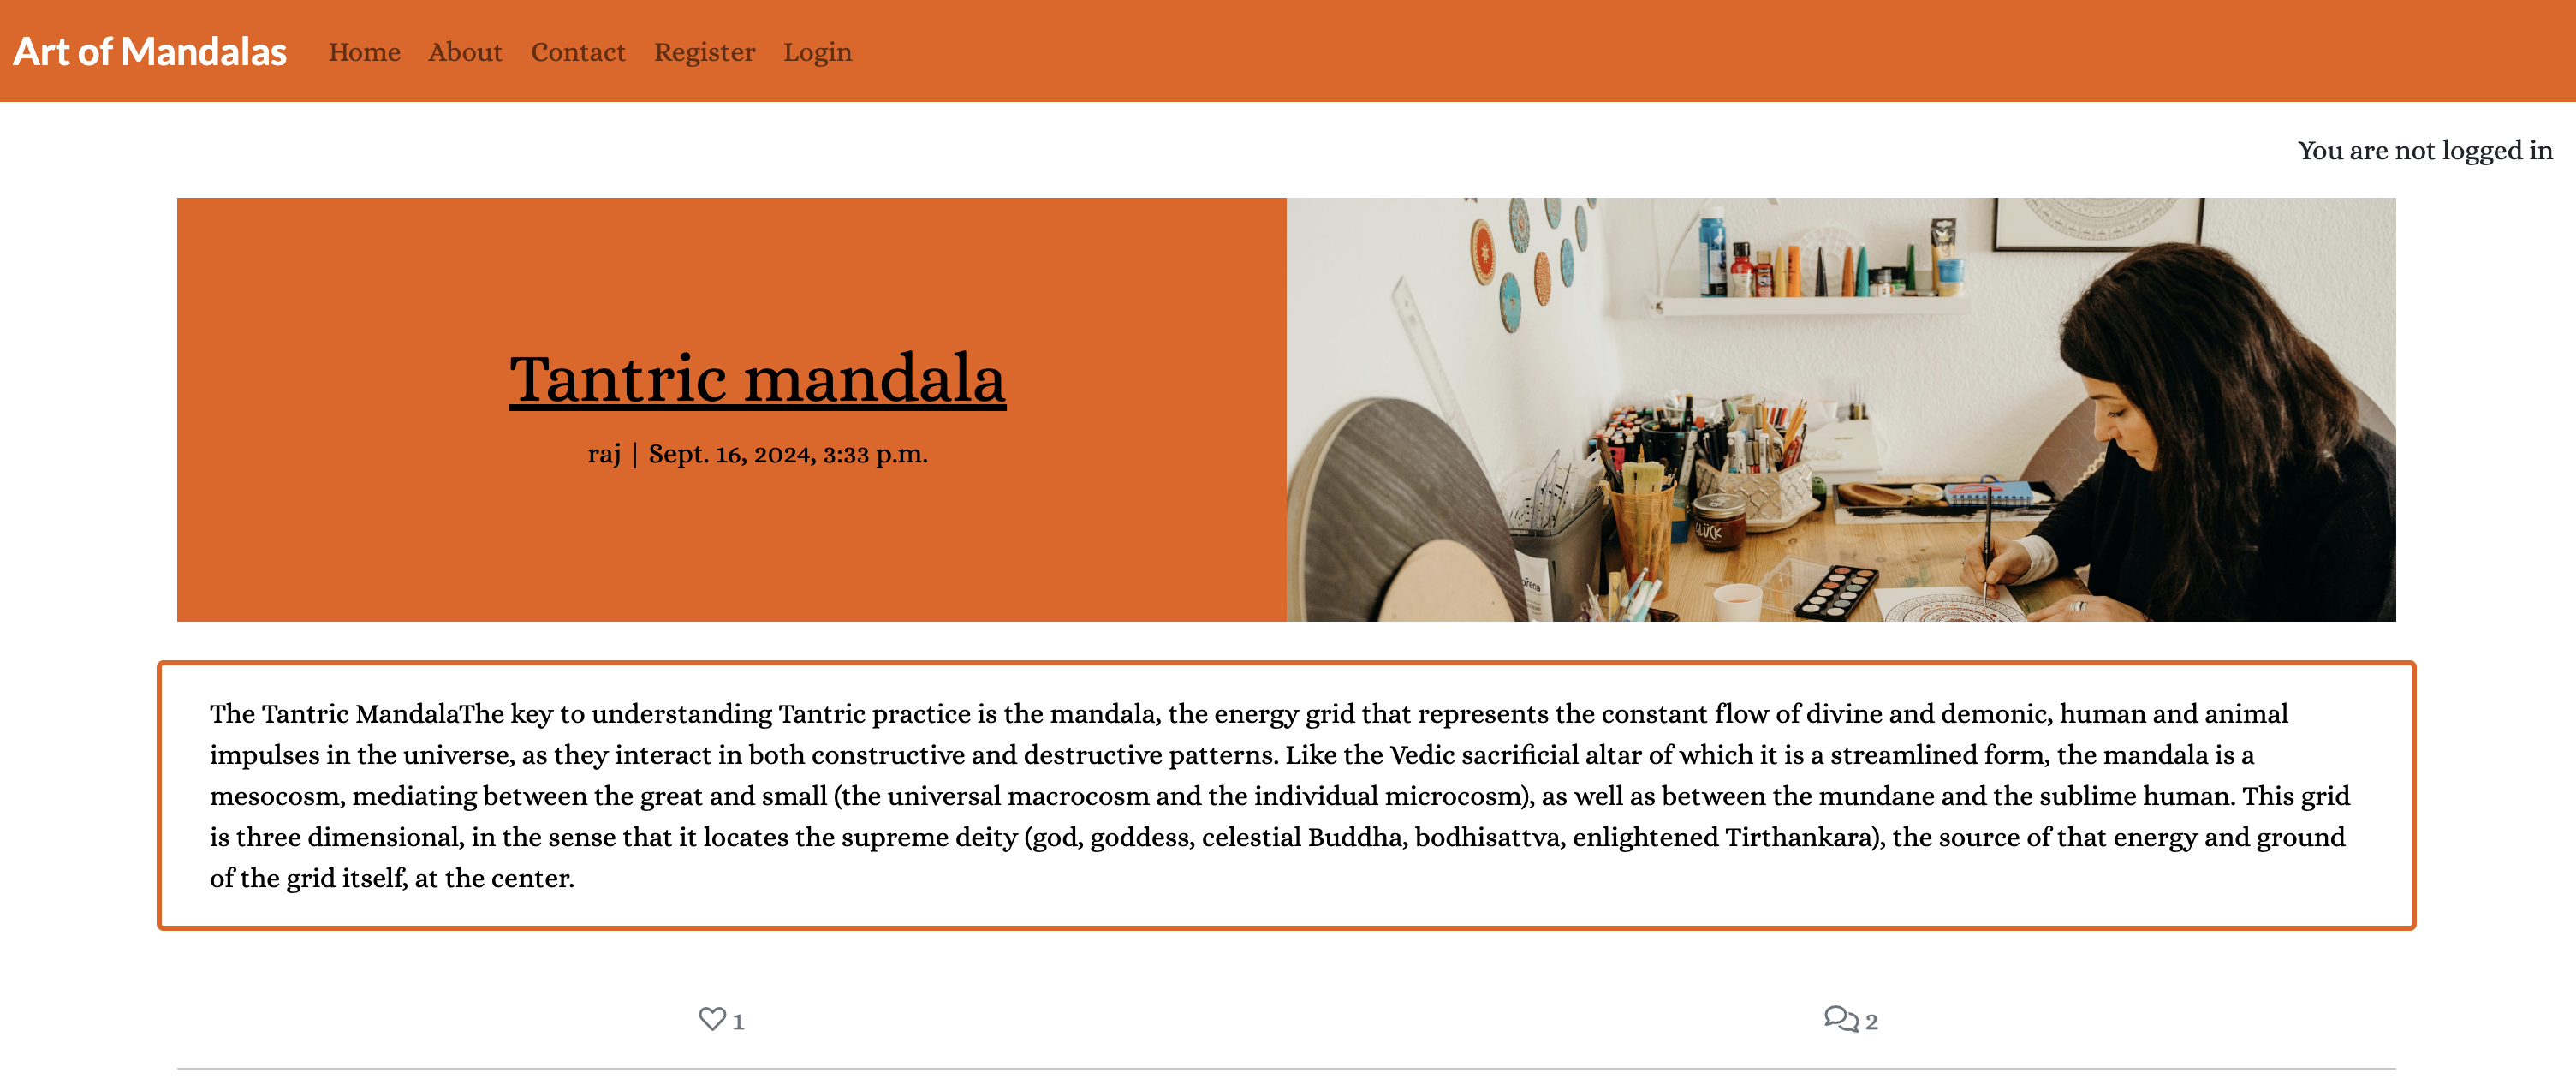 Art of Mandalas Home About Contact Register Login
You are not logged in
Tantric mandala
raj | Sept. 16, 2024, 3:33 p.m.
GLÜCK
The Tantric MandalaThe key to understanding Tantric practice is the mandala, the energy grid that represents the constant flow of divine and demonic, human and animal
impulses in the universe, as they interact in both constructive and destructive patterns. Like the Vedic sacrificial altar of which it is a streamlined form, the mandala is a
mesocosm, mediating between the great and small (the universal macrocosm and the individual microcosm), as well as between the mundane and the sublime human. This grid
is three dimensional, in the sense that it locates the supreme deity (god, goddess, celestial Buddha, bodhisattva, enlightened Tirthankara), the source of that energy and ground
of the grid itself, at the center.
1 2